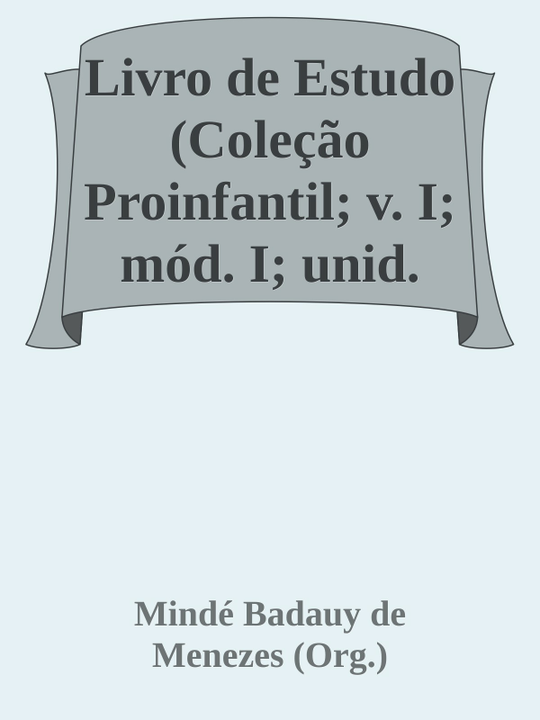 Livro de Estudo
(Coleção
Proinfantil; v. I;
mód. I; unid.
Mindé Badauy de
Menezes (Org.)